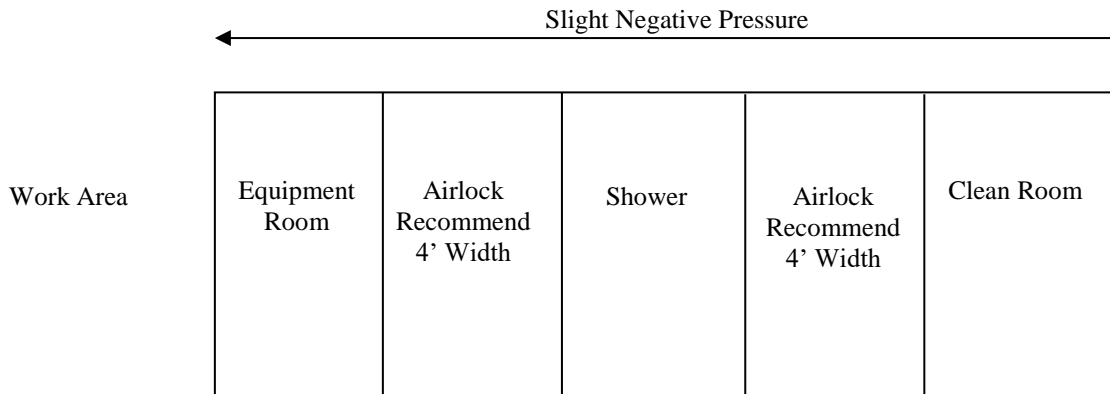 Slight Negative Pressure
Work Area
Equipment
Room
Airlock
Recommend
4’ Width
Shower
Airlock
Recommend
4’ Width
Clean Room